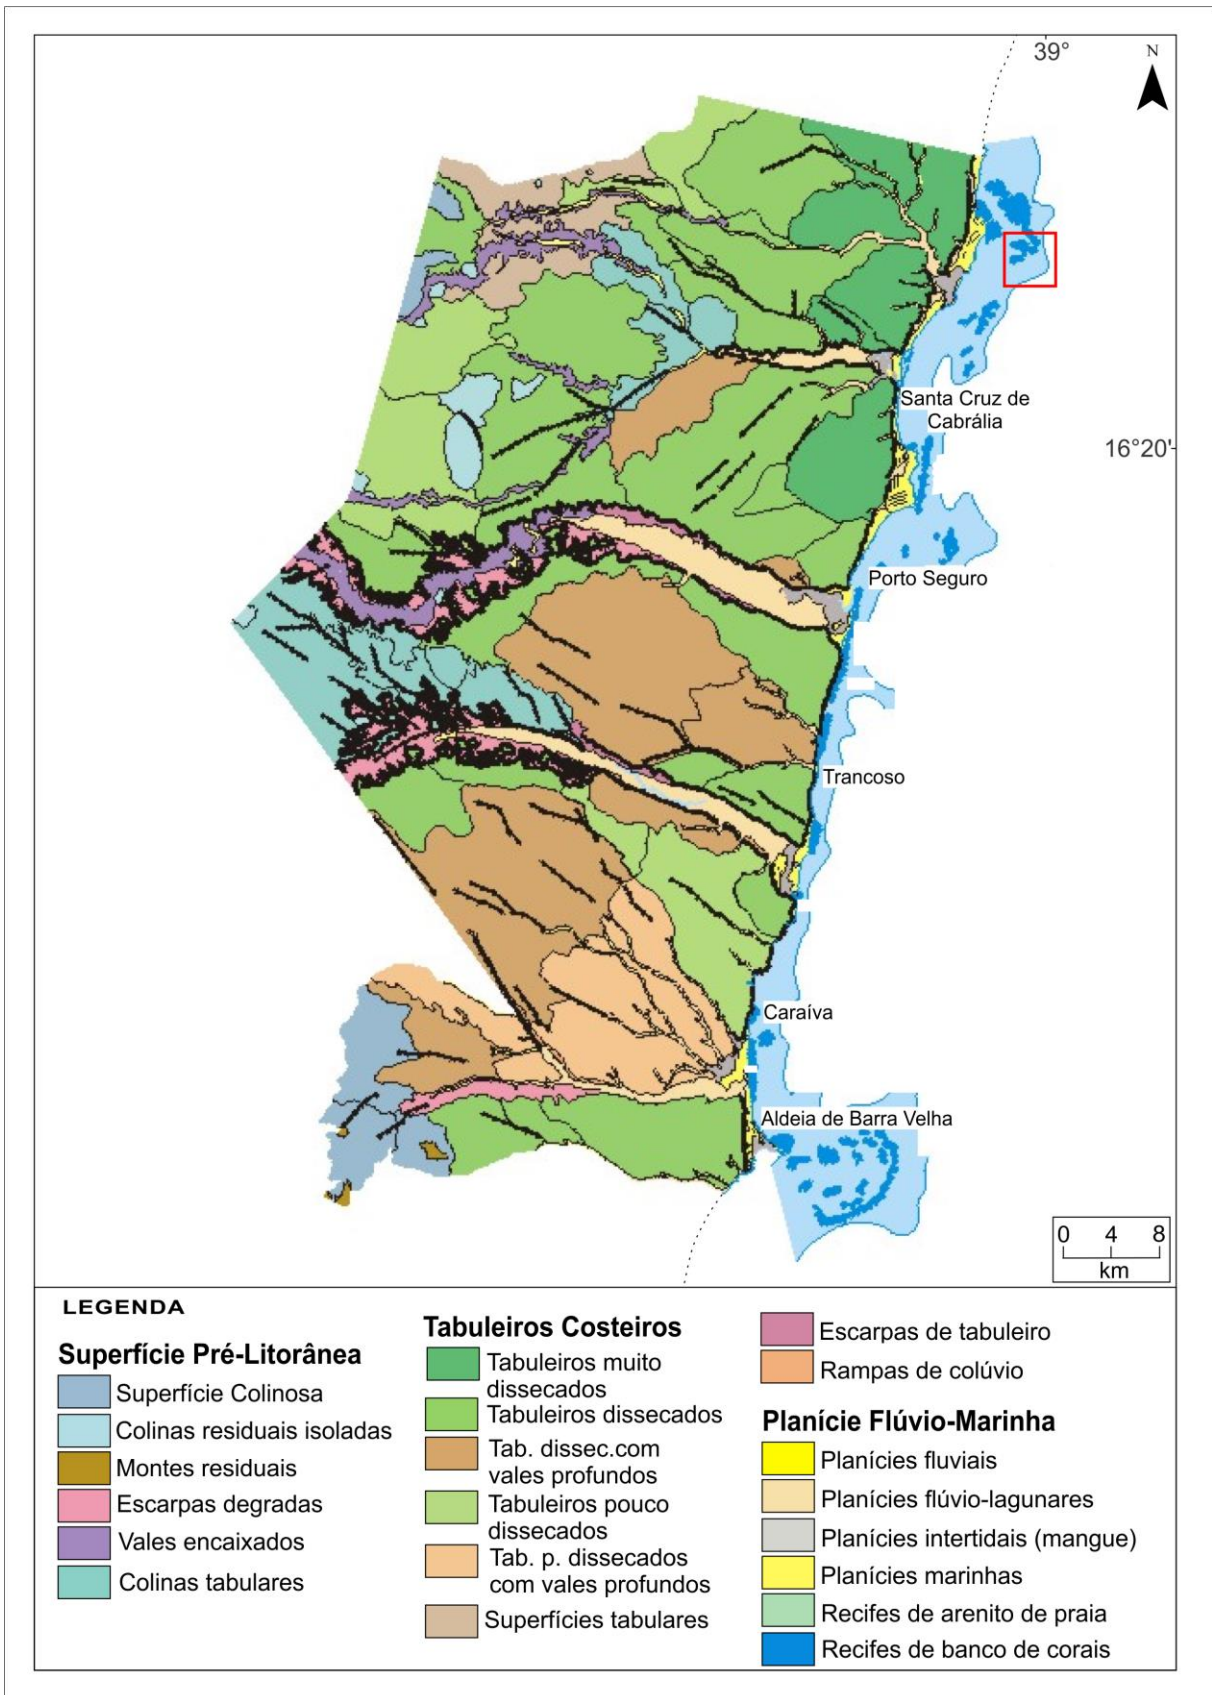 39°
N
Santa Cruz de
Cabrália
16°20'
Porto Seguro
Trancoso
Caraíva
Aldeia de Barra Velha
0 4 8
km
LEGENDA
Superfície Pré-Litorânea
Superfície Colinosa
Colinas residuais isoladas
Montes residuais
Escarpas degradas
Vales encaixados
Colinas tabulares
Tabuleiros Costeiros
Tabuleiros muito
dissecados
Tabuleiros dissecados
Tab. dissec.com
vales profundos
Tabuleiros pouco
dissecados
Tab. p. dissecados
com vales profundos
Superfícies tabulares
Escarpas de tabuleiro
Rampas de colúvio
Planície Flúvio-Marinha
Planícies fluviais
Planícies flúvio-lagunares
Planícies intertidais (mangue)
Planícies marinhas
Recifes de arenito de praia
Recifes de banco de corais